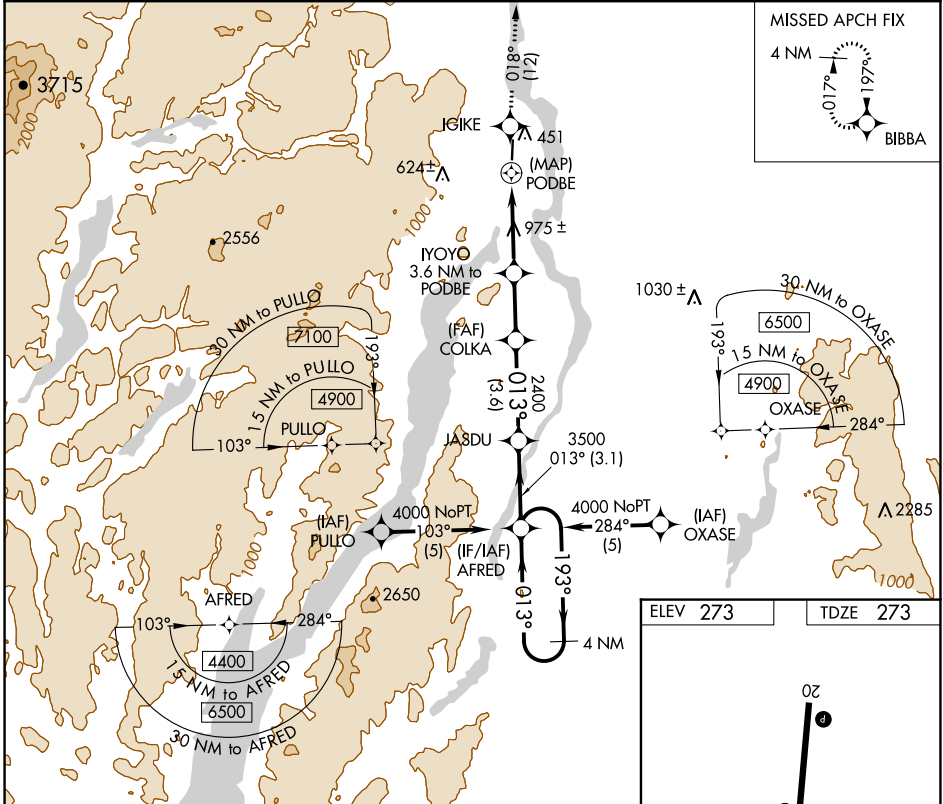 MISSED APCH FIX
4 NM
017°
197°
BIBBA
018°
(12)
3715
2000
IGIKE
451
(MAP)
PODBE
624±
1000
975 ±
2556
IYOYO
3.6 NM to
PODBE
1030 ±
30 NM to PULLO
7100
193°
15 NM to PULLO
4900
PULLO
103°
(FAF)
COLKA
2400
013°
(3.6)
JASDU
3500
013° (3.1)
30 NM to OXASE
6500
193°
15 NM to OXASE
4900
OXASE
284°
(IAF)
PULLO
4000 NoPT
103°
(5)
(IF/IAF)
AFRED
4000 NoPT
284°
(5)
(IAF)
OXASE
2285
1000
1000
193°
013°
4 NM
2650
AFRED
103°
284°
4400
15 NM to AFRED
6500
30 NM to AFRED
ELEV 273
TDZE 273
20
P